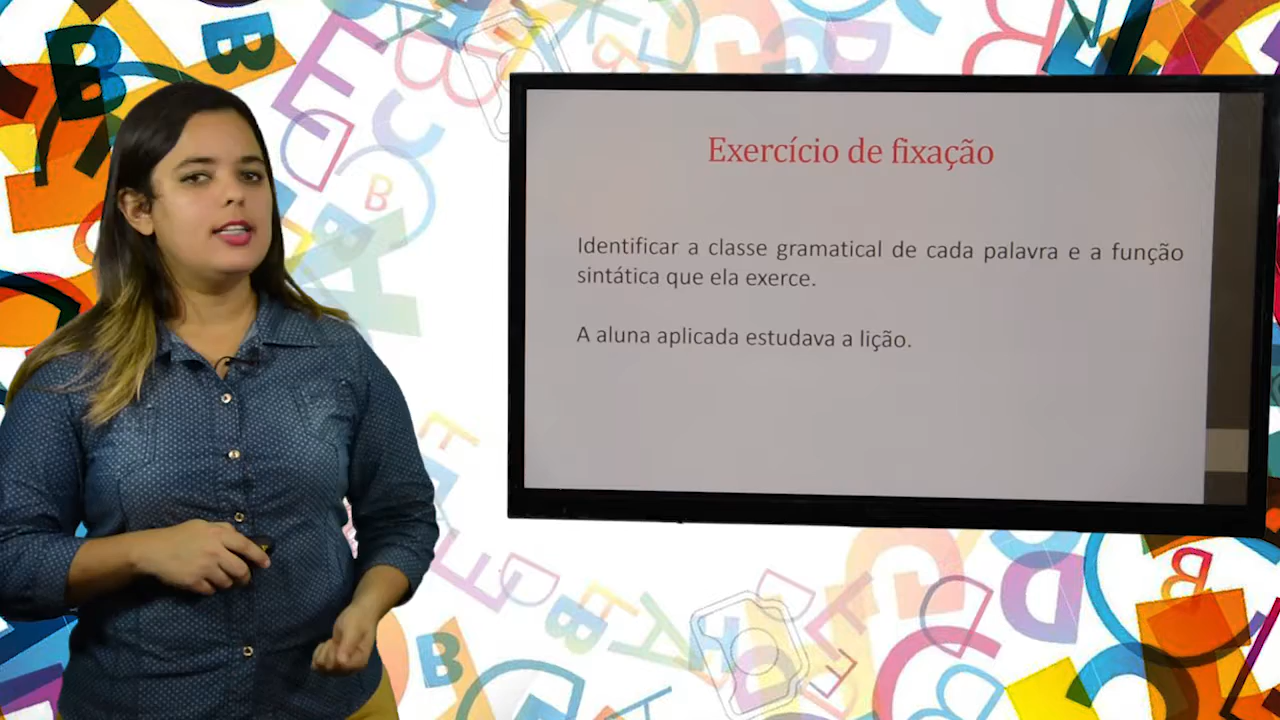 Exercício de fixação
Identificar a classe gramatical de cada palavra e a função
sintática que ela exerce.
A aluna aplicada estudava a lição.